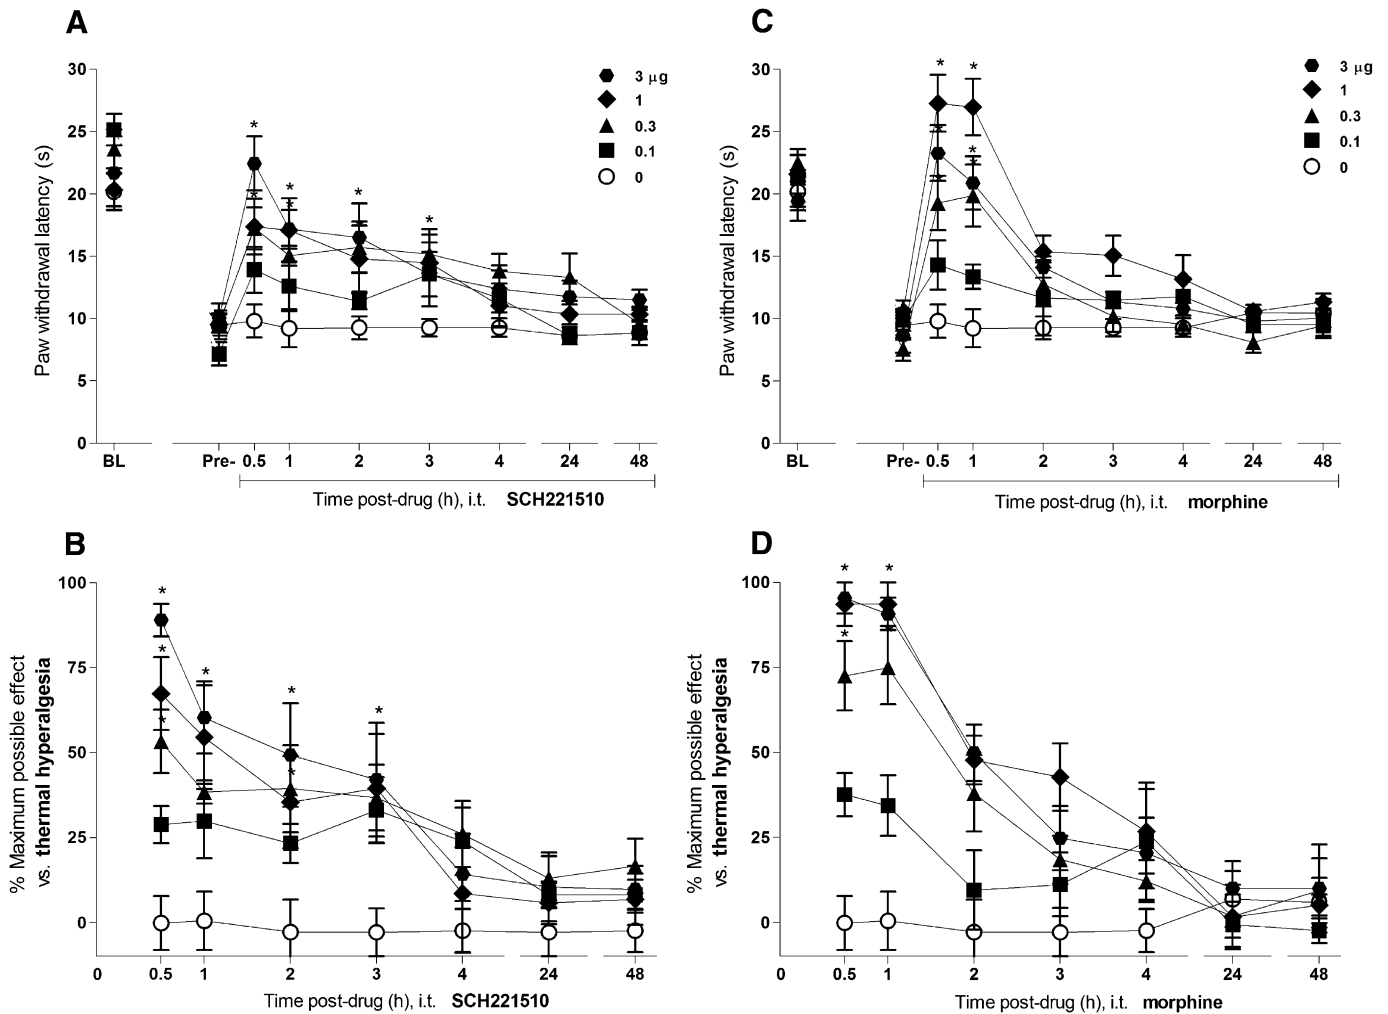 A
Paw withdrawal latency (s)
30
25
20
15
10
5
0
3 μg
1
0.3
0.1
0
* * * * * *
BL Pre- 0.5 1 2 3 4 24 48
Time post-drug (h), i.t. SCH221510
C
Paw withdrawal latency (s)
30
25
20
15
10
5
0
3 μg
1
0.3
0.1
0
* * * *
BL Pre- 0.5 1 2 3 4 24 48
Time post-drug (h), i.t. morphine
B
% Maximum possible effect
vs. thermal hyperalgesia
100
75
50
25
0
* * * * * * *
0 0.5 1 2 3 4 24 48
Time post-drug (h), i.t. SCH221510
D
% Maximum possible effect
vs. thermal hyperalgesia
100
75
50
25
0
* * *
0 0.5 1 2 3 4 24 48
Time post-drug (h), i.t. morphine